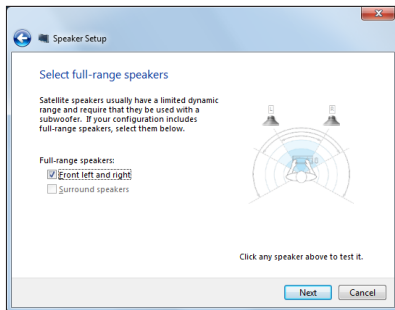 Speaker Setup
Select full-range speakers
Satellite speakers usually have a limited dynamic
range and require that they be used with a
subwoofer. If your configuration includes
full-range speakers, select them below.
Full-range speakers:
Front left and right
Surround speakers
Click any speaker above to test it.
Next Cancel